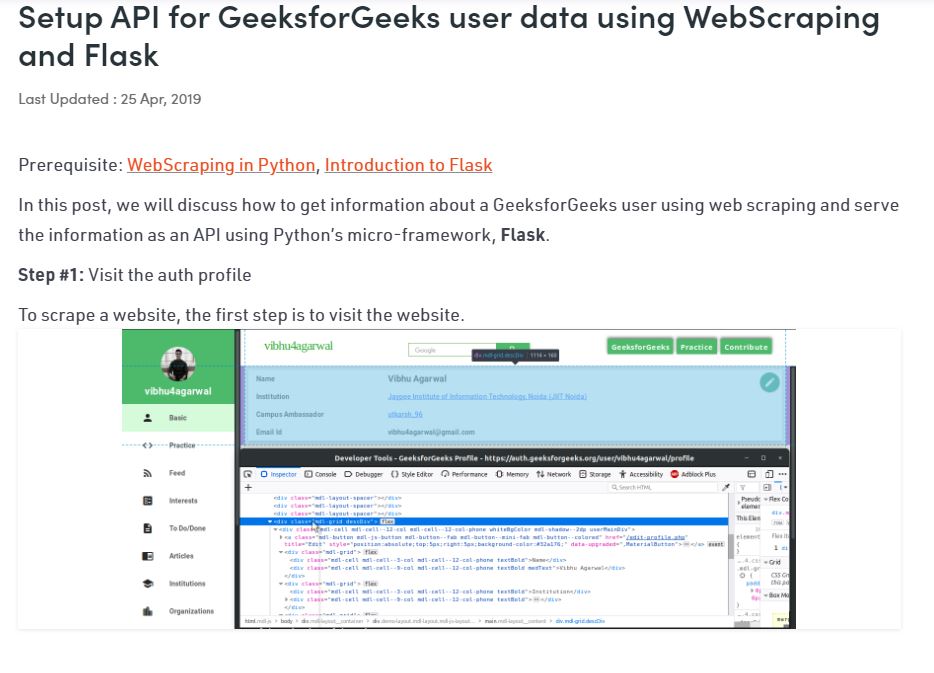 Setup API for GeeksforGeeks user data using WebScraping
and Flask
Last Updated : 25 Apr, 2019
Prerequisite: WebScraping in Python, Introduction to Flask
In this post, we will discuss how to get information about a GeeksforGeeks user using web scraping and serve
the information as an API using Python's micro-framework, Flask.
Step #1: Visit the auth profile
To scrape a website, the first step is to visit the website.
vibhu4agarwal
Basic
Practice
Feed
Interests
To Do/Done
Articles
Institutions
Organizations
vibhu4agarwal
Google
GeeksforGeeks Practice Contribute
div.mdl-grid.descDiv | 1116 × 160
Name Vibhu Agarwal
Institution Jaypee Institute of Information Technology, Noida (JIIT Noida)
Campus Ambassador utkarsh_96
Email Id vibhu4agarwal@gmail.com
Developer Tools - GeeksforGeeks Profile - https://auth.geeksforgeeks.org/user/vibhu4agarwal/profile
Inspector Console Debugger {} Style Editor Performance Memory Network Storage Accessibility Adblock Plus
Search HTML
<div class="mdl-layout-spacer"></div>
<div class="mdl-layout-spacer"></div>
<div class="mdl-layout-spacer"></div>
<div class="mdl-grid descDiv"> flex
<div class="mdl-cell mdl-cell--12-col mdl-cell--12-col-phone whiteBgColor mdl-shadow--2dp userMainDiv">
<a class="mdl-button mdl-js-button mdl-button--fab mdl-button--mini-fab mdl-button--colored" href="/edit-profile.php"
title="Edit" style="position:absolute;top:5px;right:5px;background-color:#52a176;" data-upgraded=",MaterialButton"></a> event
<div class="mdl-grid"> flex
<div class="mdl-cell mdl-cell--3-col mdl-cell--12-col-phone textBold">Name</div>
<div class="mdl-cell mdl-cell--9-col mdl-cell--12-col-phone textBold medText">Vibhu Agarwal</div>
</div>
<div class="mdl-grid"> flex
<div class="mdl-cell mdl-cell--3-col mdl-cell--12-col-phone textBold">Institution</div>
<div class="mdl-cell mdl-cell--9-col mdl-cell--12-col-phone textBold"></div>
</div>
html.mdl-js > body > div.mdl-layout__container > div.demo-layout.mdl-layout.mdl-js-layout... > main.mdl-layout__content > div.mdl-grid.descDiv
Flex Co
Grid
Box Mo